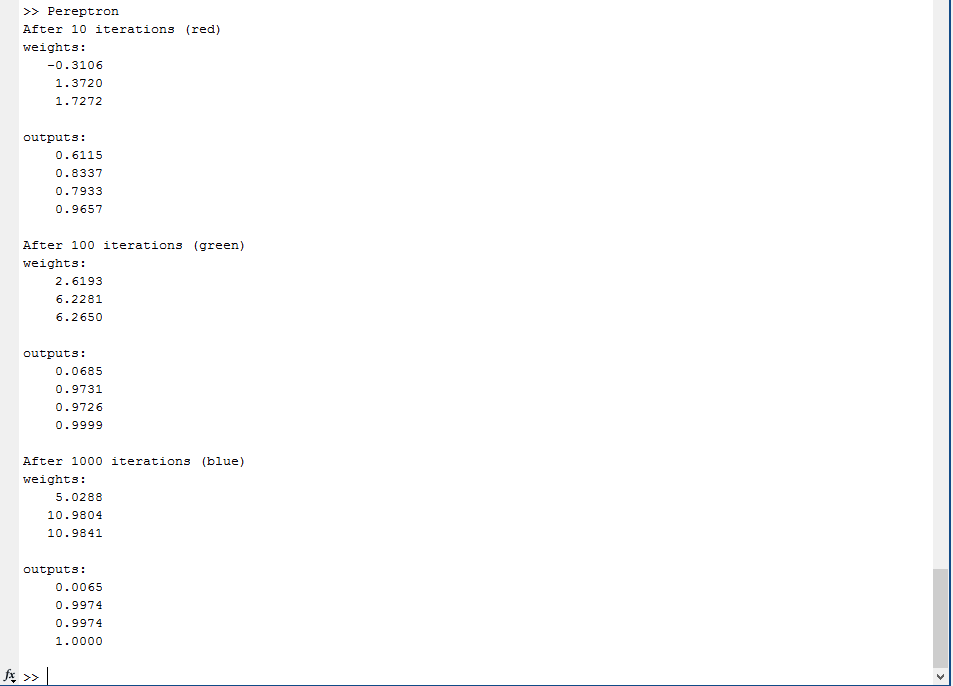 >> Pereptron
After 10 iterations (red)
weights:
-0.3106
1.3720
1.7272
outputs:
0.6115
0.8337
0.7933
0.9657
After 100 iterations (green)
weights:
2.6193
6.2281
6.2650
outputs:
0.0685
0.9731
0.9726
0.9999
After 1000 iterations (blue)
weights:
5.0288
10.9804
10.9841
outputs:
0.0065
0.9974
0.9974
1.0000
fx >>